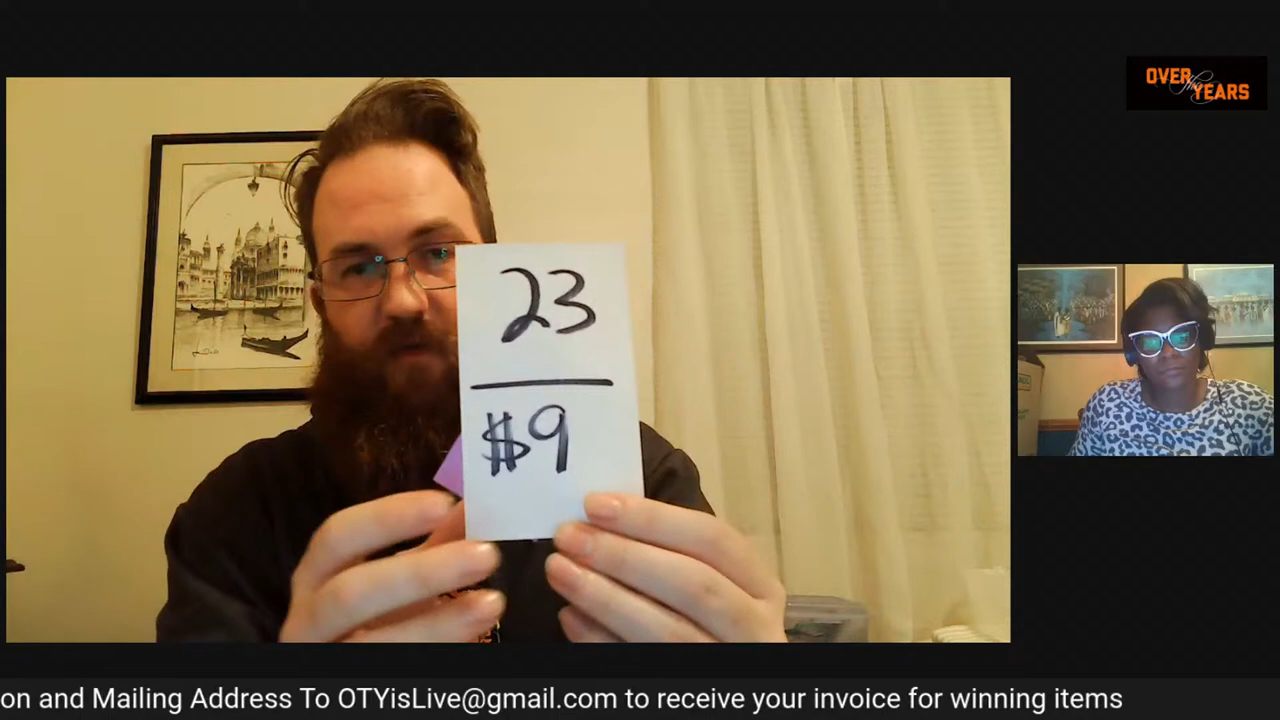 OVER the YEARS
23
$9
on and Mailing Address To OTYisLive@gmail.com to receive your invoice for winning items